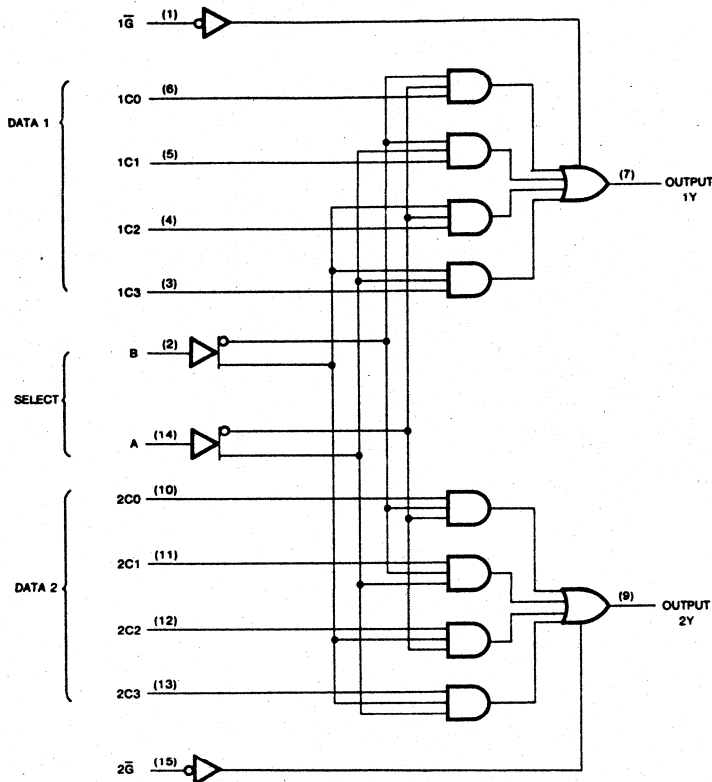 1G̅ (1)
1C0 (6)
DATA 1
1C1 (5)
(7) OUTPUT
1Y
1C2 (4)
1C3 (3)
B (2)
SELECT
A (14)
2C0 (10)
2C1 (11)
DATA 2
(9) OUTPUT
2Y
2C2 (12)
2C3 (13)
2G̅ (15)